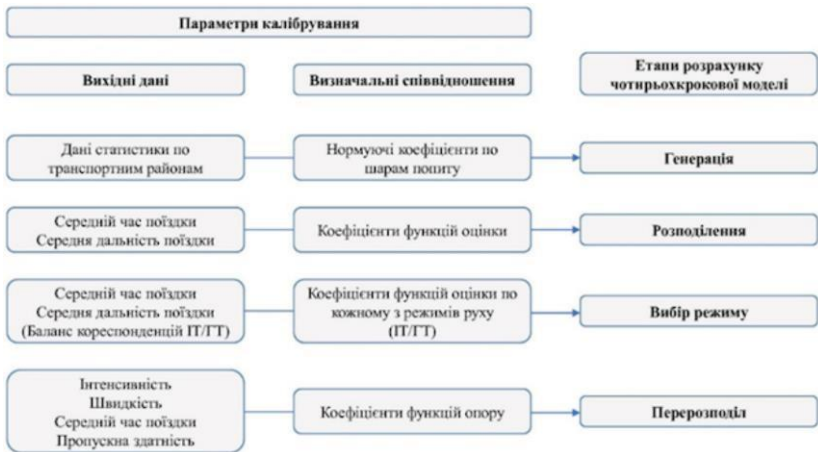 Параметри калібрування
Вихідні дані
Визначальні співвідношення
Етапи розрахунку
чотирьохкрокової моделі
Дані статистики по
транспортним районам
Нормуючі коефіцієнти по
шарам попиту
Генерація
Середній час поїздки
Середня дальність поїздки
Коефіцієнти функцій оцінки
Розподілення
Середній час поїздки
Середня дальність поїздки
(Баланс кореспонденцій ІТ/ГТ)
Коефіцієнти функцій оцінки по
кожному з режимів руху
(ІТ/ГТ)
Вибір режиму
Інтенсивність
Швидкість
Середній час поїздки
Пропускна здатність
Коефіцієнти функцій опору
Перерозподіл